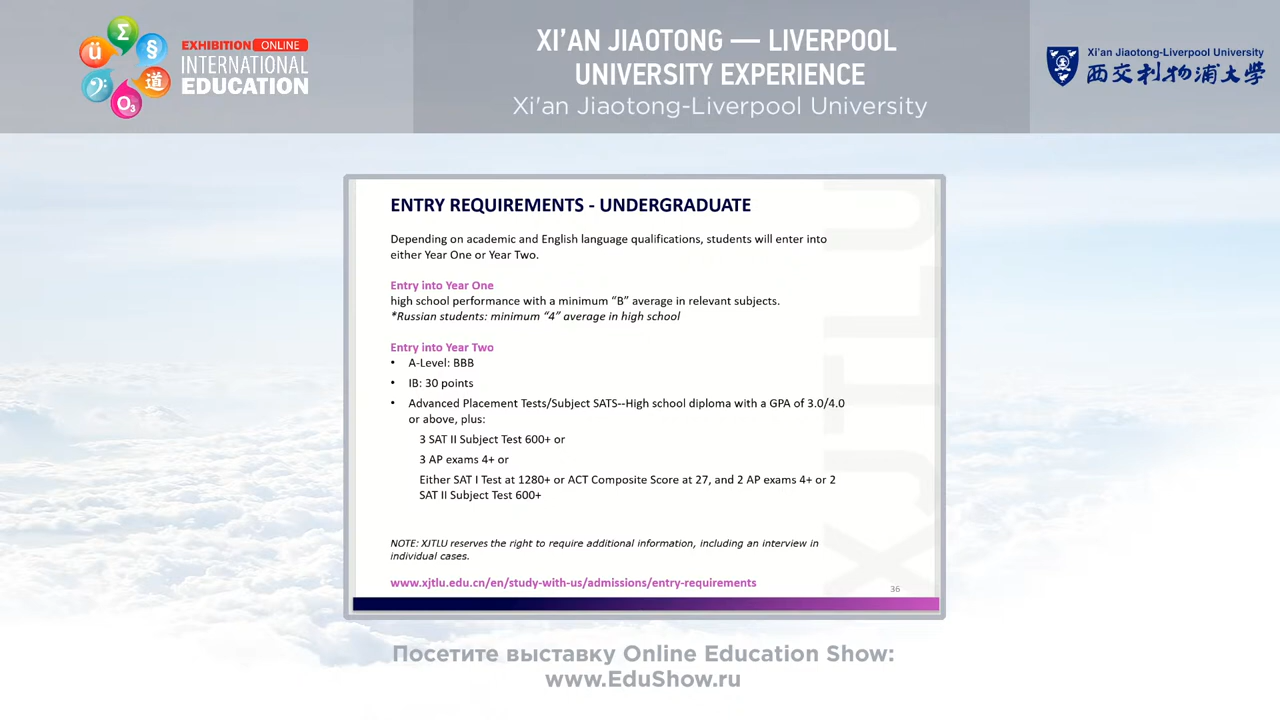 ü
Σ
§
道
O₃
EXHIBITION ONLINE
INTERNATIONAL
EDUCATION
XI'AN JIAOTONG — LIVERPOOL
UNIVERSITY EXPERIENCE
Xi'an Jiaotong-Liverpool University
Xi'an Jiaotong-Liverpool University
西交利物浦大學
XJTLU
ENTRY REQUIREMENTS - UNDERGRADUATE
Depending on academic and English language qualifications, students will enter into
either Year One or Year Two.
Entry into Year One
high school performance with a minimum “B” average in relevant subjects.
*Russian students: minimum “4” average in high school
Entry into Year Two
• A-Level: BBB
• IB: 30 points
• Advanced Placement Tests/Subject SATS--High school diploma with a GPA of 3.0/4.0
or above, plus:
3 SAT II Subject Test 600+ or
3 AP exams 4+ or
Either SAT I Test at 1280+ or ACT Composite Score at 27, and 2 AP exams 4+ or 2
SAT II Subject Test 600+
NOTE: XJTLU reserves the right to require additional information, including an interview in
individual cases.
www.xjtlu.edu.cn/en/study-with-us/admissions/entry-requirements
36
Посетите выставку Online Education Show:
www.EduShow.ru